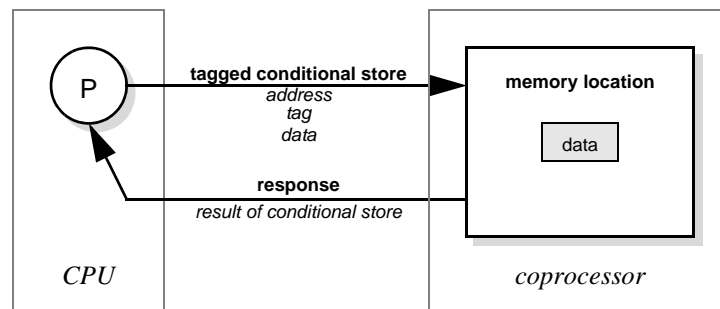 P
tagged conditional store
address
tag
data
memory location
data
response
result of conditional store
CPU
coprocessor